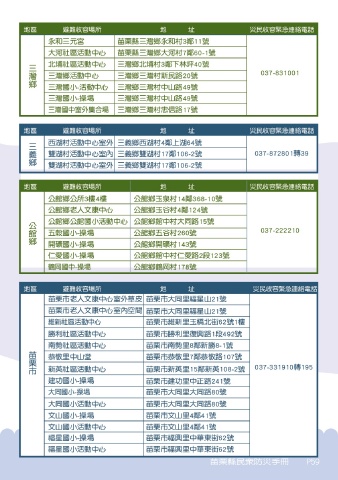 地區 避難收容場所 地 址 災民收容緊急連絡電話
三灣鄉
永和三元宮 苗栗縣三灣鄉永和村3鄰11號
大河社區活動中心 苗栗縣三灣鄉大河村7鄰60-1號
北埔社區活動中心 三灣鄉北埔村3鄰下林坪40號
三灣鄉活動中心 三灣鄉三灣村新民路20號
三灣國小-活動中心 三灣鄉三灣村中山路49號
三灣國小-操場 三灣鄉三灣村中山路49號
三灣國中室外集合場 三灣鄉三灣村忠信路17號
037-831001
地區 避難收容場所 地 址 災民收容緊急連絡電話
三義鄉
西湖村活動中心室外 三義鄉西湖村4鄰上湖64號
雙湖村活動中心室內 三義鄉雙湖村17鄰106-2號
雙湖村活動中心室外 三義鄉雙湖村17鄰106-2號
037-872801轉39
地區 避難收容場所 地 址 災民收容緊急連絡電話
公館鄉
公館鄉公所3樓4樓 公館鄉玉泉村14鄰368-10號
公館鄉老人文康中心 公館鄉玉谷村4鄰124號
公館鄉公館國小活動中心 公館鄉館中村大同路15號
五穀國小-操場 公館鄉五谷村260號
開礦國小-操場 公館鄉開礦村143號
仁愛國小-操場 公館鄉館中村仁愛路2段123號
鶴岡國中-操場 公館鄉鶴岡村178號
037-222210
地區 避難收容場所 地 址 災民收容緊急連絡電話
苗栗市
苗栗市老人文康中心室外草皮 苗栗市大同里福星山21號
苗栗市老人文康中心室內空間 苗栗市大同里福星山21號
維新社區活動中心 苗栗市維新里玉橋北街62號1樓
勝利社區活動中心 苗栗市勝利里復興路1段492號
南勢社區活動中心 苗栗市南勢里8鄰新勝8-1號
恭敬里中山堂 苗栗市恭敬里7鄰恭敬路107號
新英社區活動中心 苗栗市新英里15鄰新英108-2號
建功國小-操場 苗栗市建功里中正路241號
大同國小-操場 苗栗市大同里大同路80號
大同國小活動中心 苗栗市大同里大同路80號
文山國小-操場 苗栗市文山里4鄰41號
文山國小活動中心 苗栗市文山里4鄰41號
福星國小-操場 苗栗市福興里中華東街62號
福星國小活動中心 苗栗市福興里中華東街62號
037-331910轉195
苗栗縣民眾防災手冊 P59